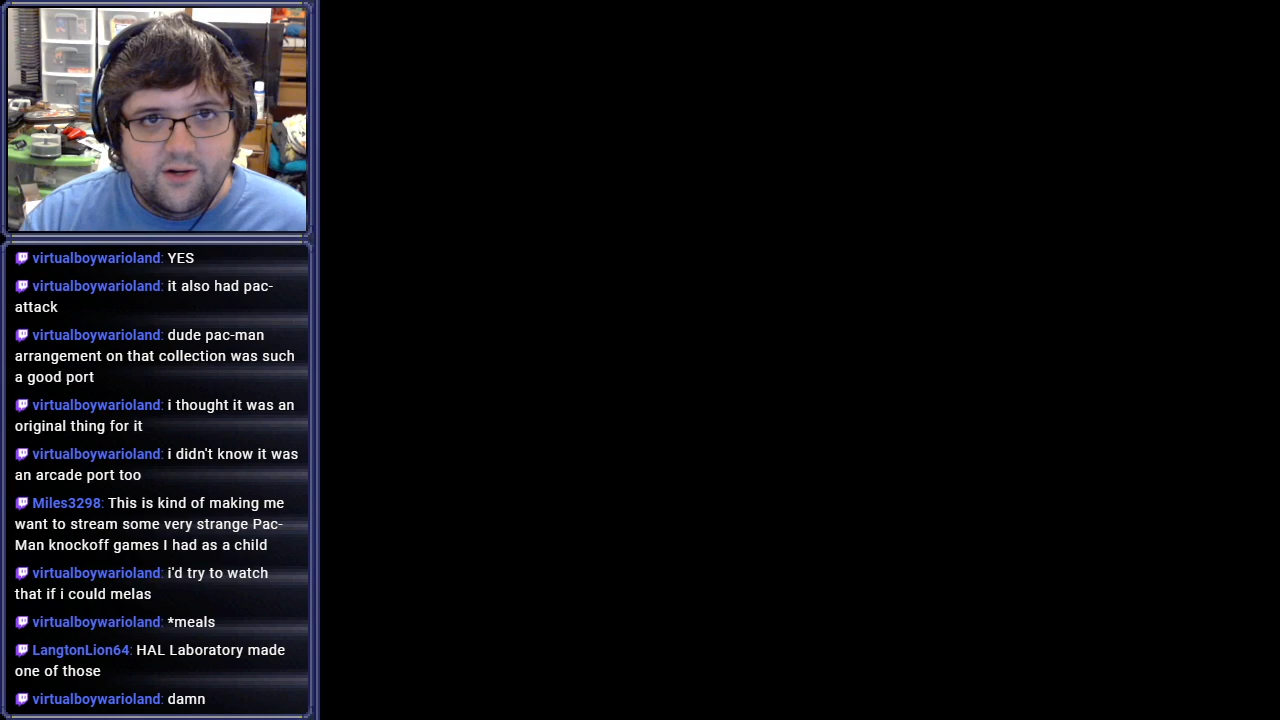 virtualboywarioland: YES
virtualboywarioland: it also had pac-
attack
virtualboywarioland: dude pac-man
arrangement on that collection was such
a good port
virtualboywarioland: i thought it was an
original thing for it
virtualboywarioland: i didn't know it was
an arcade port too
Miles3298: This is kind of making me
want to stream some very strange Pac-
Man knockoff games I had as a child
virtualboywarioland: i'd try to watch
that if i could melas
virtualboywarioland: *meals
LangtonLion64: HAL Laboratory made
one of those
virtualboywarioland: damn